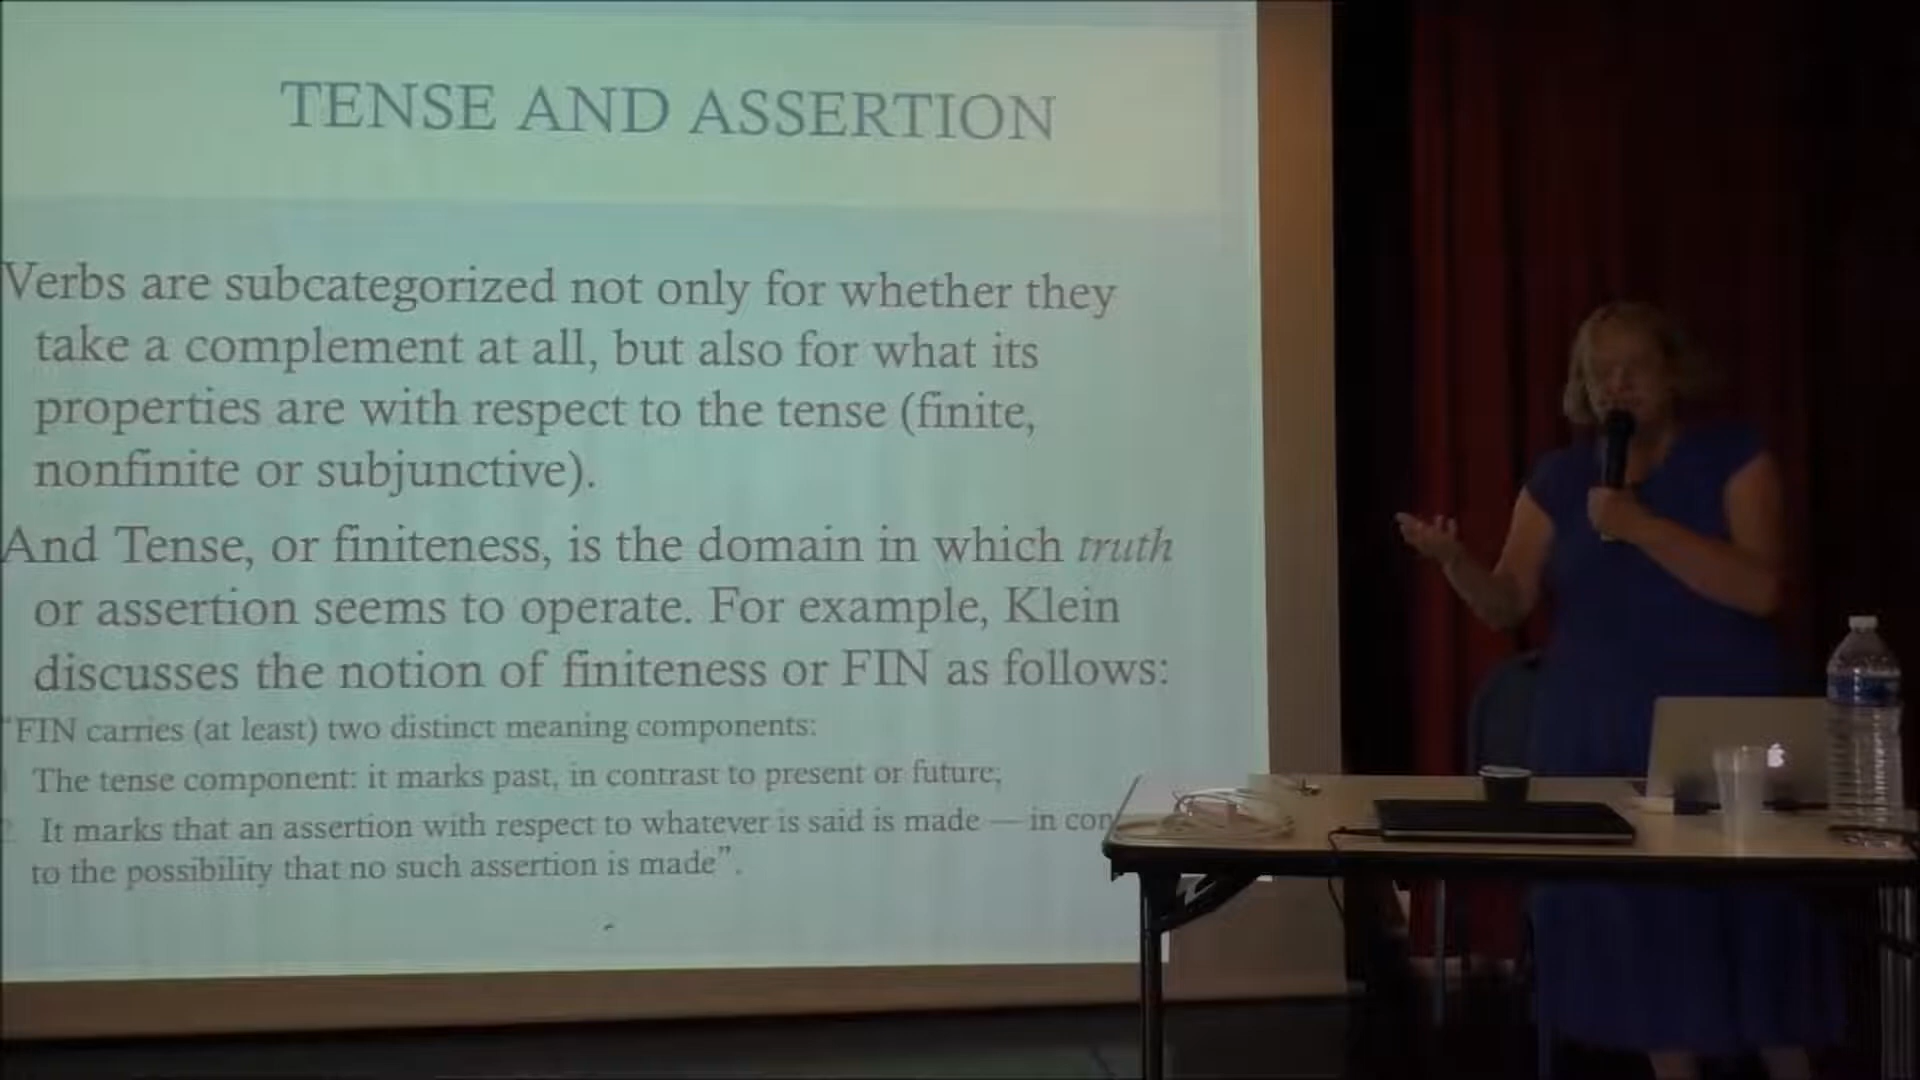 TENSE AND ASSERTION
Verbs are subcategorized not only for whether they
take a complement at all, but also for what its
properties are with respect to the tense (finite,
nonfinite or subjunctive).
And Tense, or finiteness, is the domain in which truth
or assertion seems to operate. For example, Klein
discusses the notion of finiteness or FIN as follows:
"FIN carries (at least) two distinct meaning components:
The tense component: it marks past, in contrast to present or future;
It marks that an assertion with respect to whatever is said is made — in con
to the possibility that no such assertion is made".